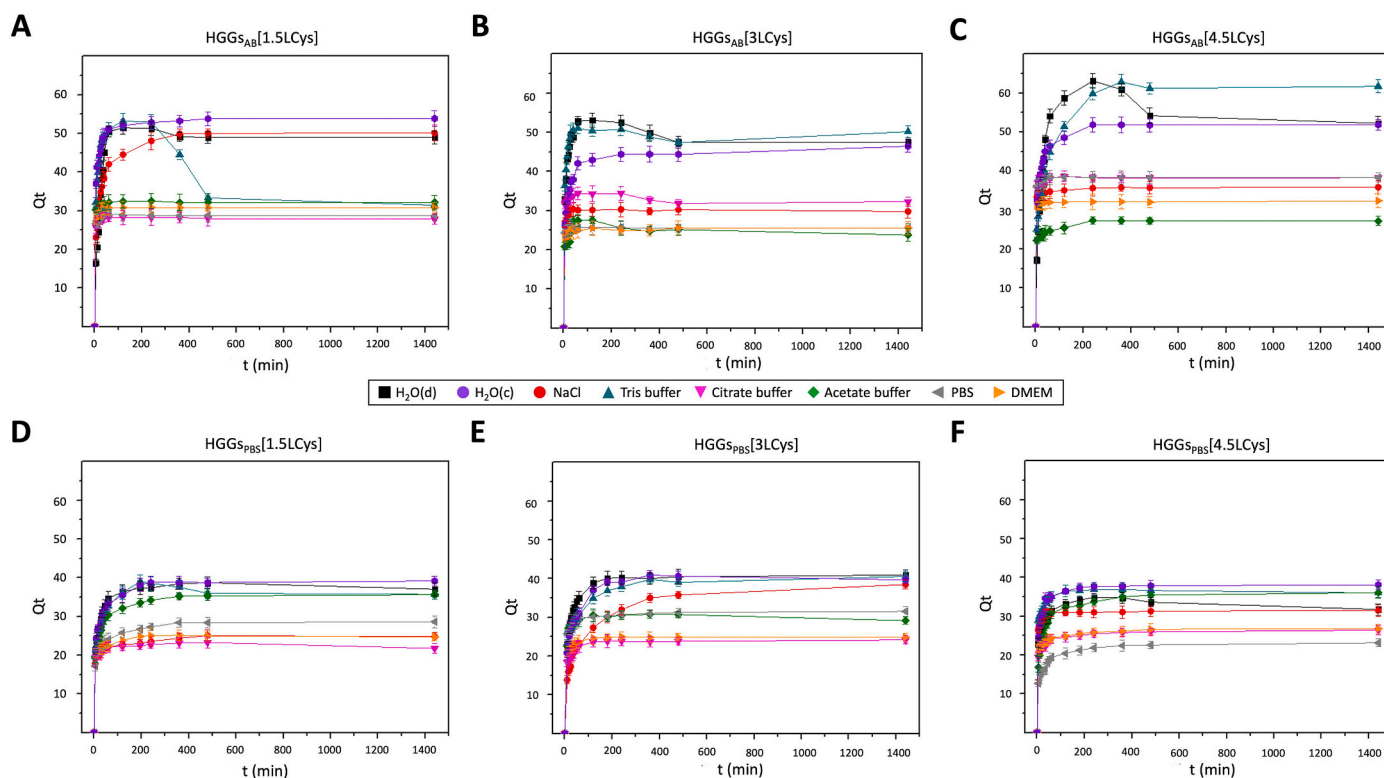 A
HGGsAB[1.5LCys]
Qt
60
50
40
30
20
10
0 200 400 600 800 1000 1200 1400
t (min)
B
HGGsAB[3LCys]
Qt
60
50
40
30
20
10
0 200 400 600 800 1000 1200 1400
t (min)
C
HGGsAB[4.5LCys]
Qt
60
50
40
30
20
10
0 200 400 600 800 1000 1200 1400
t (min)
H₂O(d) H₂O(c) NaCl Tris buffer Citrate buffer Acetate buffer PBS DMEM
D
HGGsPBS[1.5LCys]
Qt
60
50
40
30
20
10
0 200 400 600 800 1000 1200 1400
t (min)
E
HGGsPBS[3LCys]
Qt
60
50
40
30
20
10
0 200 400 600 800 1000 1200 1400
t (min)
F
HGGsPBS[4.5LCys]
Qt
60
50
40
30
20
10
0 200 400 600 800 1000 1200 1400
t (min)